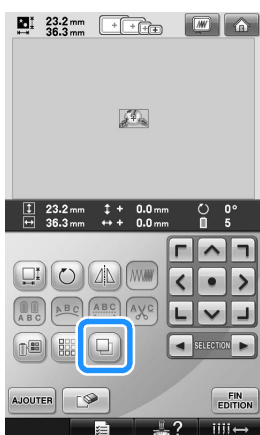 23.2 mm
36.3 mm
23.2 mm + 0.0 mm 0°
36.3 mm + 0.0 mm 5
ABC ABC ABC AC
SELECTION
AJOUTER
FIN
EDITION
?